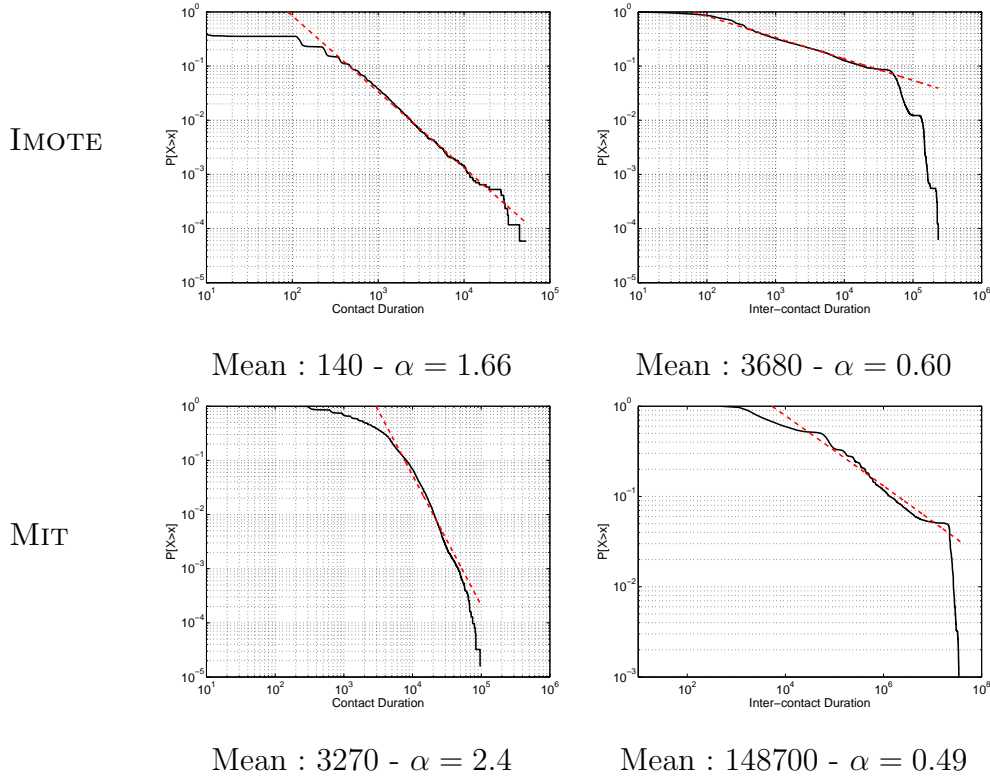 IMOTE
P[X>x]
10^0
10^-1
10^-2
10^-3
10^-4
10^-5
10^1 10^2 10^3 10^4 10^5
Contact Duration
Mean : 140 - α = 1.66
P[X>x]
10^0
10^-1
10^-2
10^-3
10^-4
10^-5
10^1 10^2 10^3 10^4 10^5 10^6
Inter-contact Duration
Mean : 3680 - α = 0.60
MIT
P[X>x]
10^0
10^-1
10^-2
10^-3
10^-4
10^-5
10^1 10^2 10^3 10^4 10^5 10^6
Contact Duration
Mean : 3270 - α = 2.4
P[X>x]
10^0
10^-1
10^-2
10^-3
10^2 10^4 10^6 10^8
Inter-contact Duration
Mean : 148700 - α = 0.49